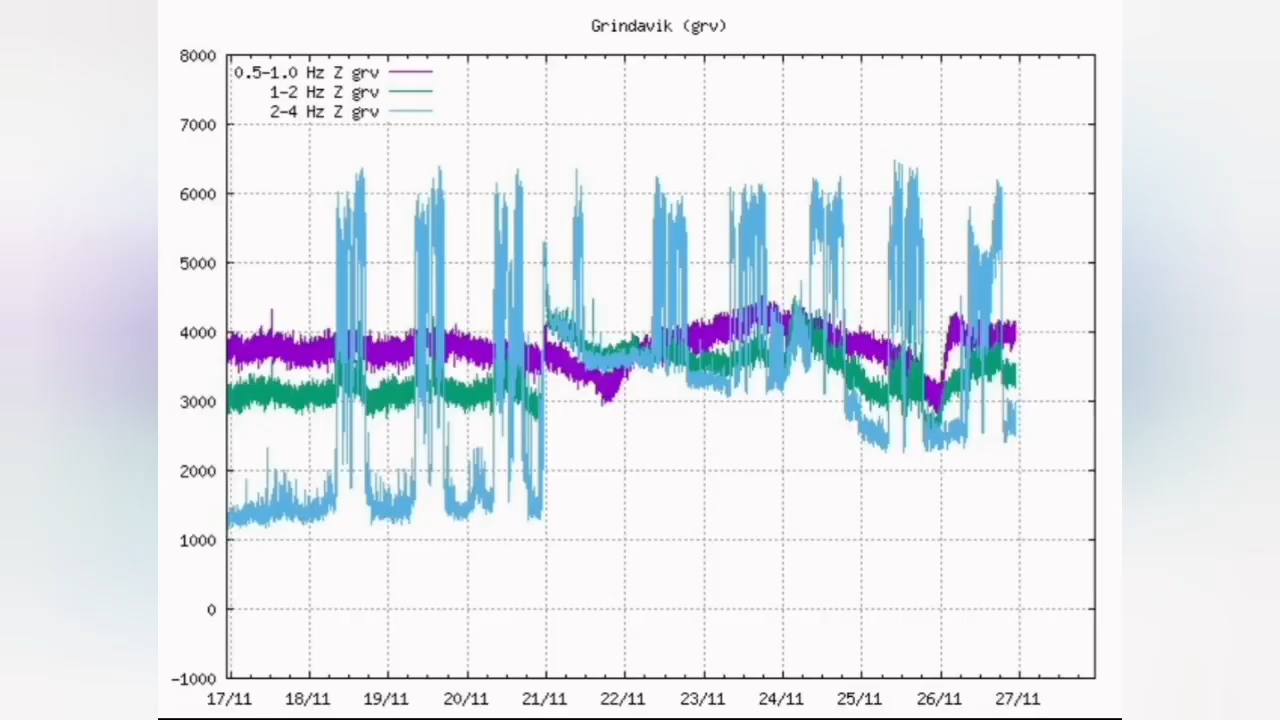 Grindavik (grv)
8000
7000
6000
5000
4000
3000
2000
1000
0
-1000
0.5-1.0 Hz Z grv
1-2 Hz Z grv
2-4 Hz Z grv
17/11 18/11 19/11 20/11 21/11 22/11 23/11 24/11 25/11 26/11 27/11